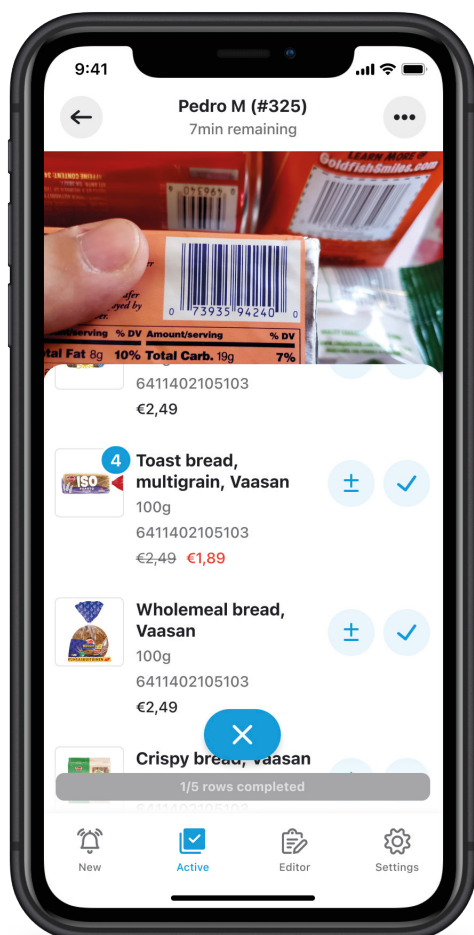 9:41
Pedro M (#325)
7min remaining
LEARN MORE @
GoldfishSmiles.com
0 73935 94240 0
Amount/serving % DV Amount/serving % DV
Total Fat 8g 10% Total Carb. 19g 7%
6411402105103
€2,49
4
ISO
Toast bread,
multigrain, Vaasan
100g
6411402105103
€2,49 €1,89
Wholemeal bread,
Vaasan
100g
6411402105103
€2,49
Crispy bread, Vaasan
1/5 rows completed
New
Active
Editor
Settings